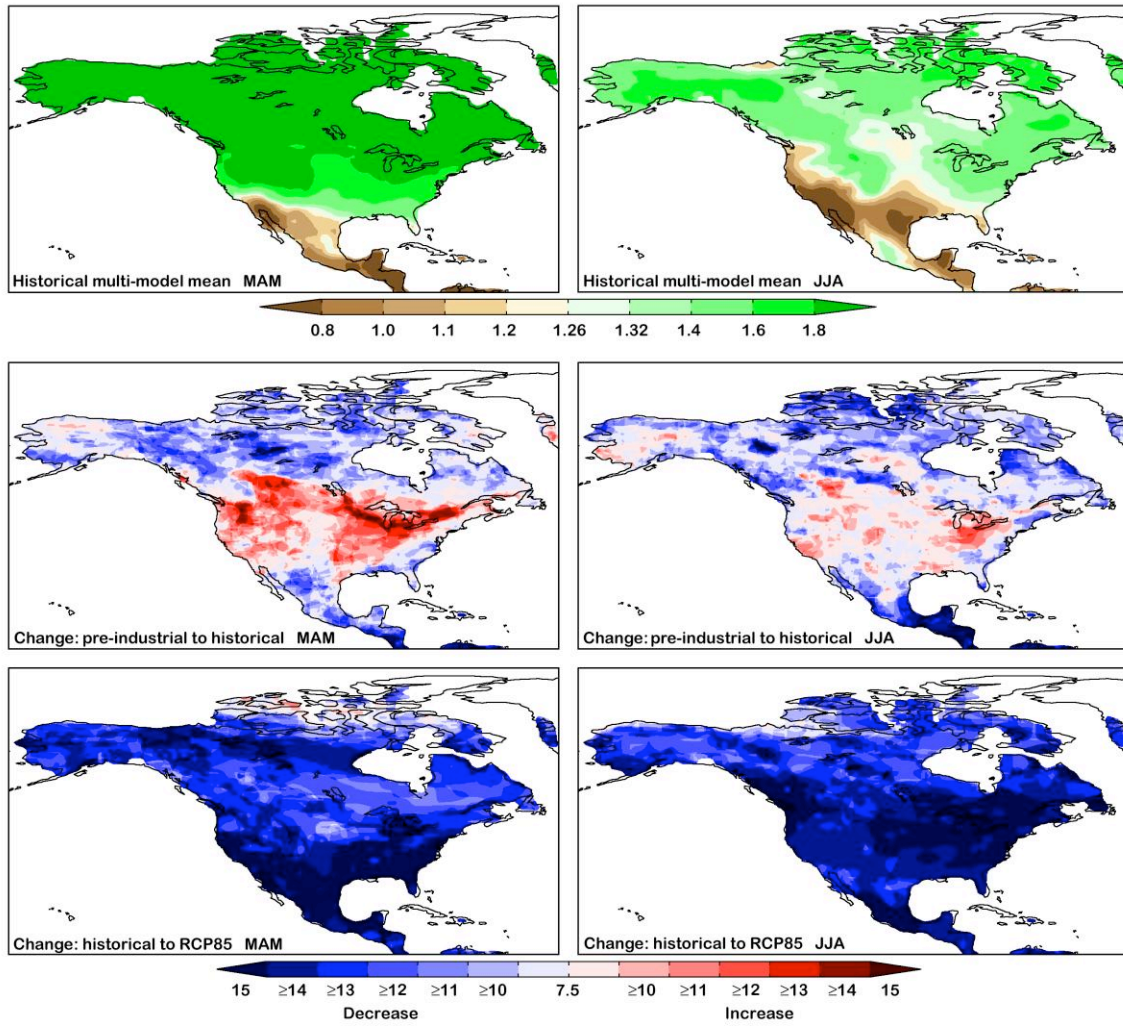 Historical multi-model mean MAM
Historical multi-model mean JJA
0.8 1.0 1.1 1.2 1.26 1.32 1.4 1.6 1.8
Change: pre-industrial to historical MAM
Change: pre-industrial to historical JJA
Change: historical to RCP85 MAM
Change: historical to RCP85 JJA
15 ≥14 ≥13 ≥12 ≥11 ≥10 7.5 ≥10 ≥11 ≥12 ≥13 ≥14 15
Decrease Increase